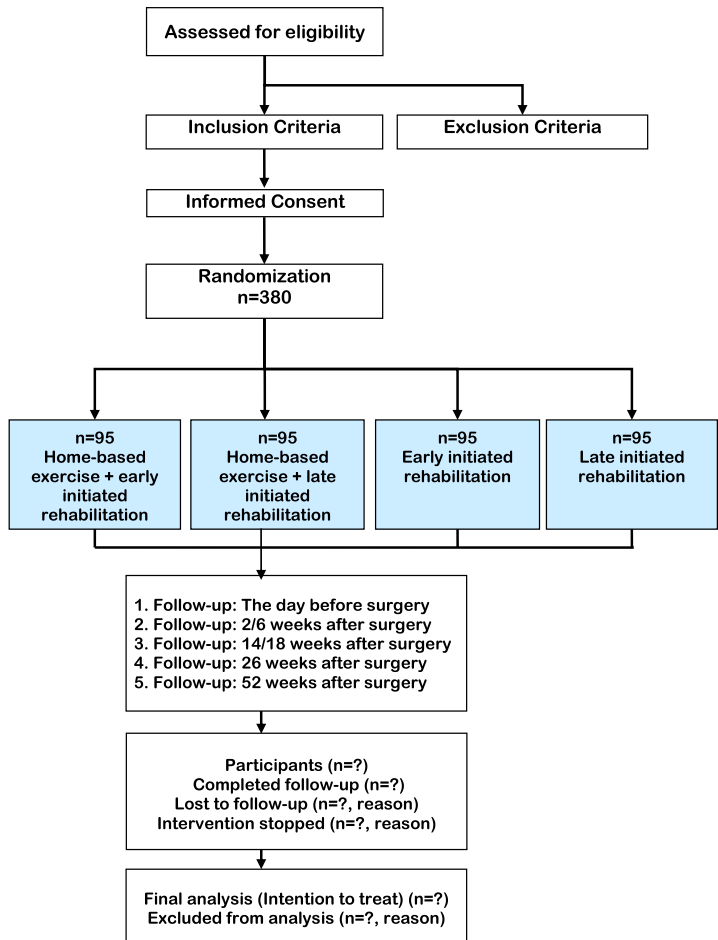 Assessed for eligibility
Inclusion Criteria
Exclusion Criteria
Informed Consent
Randomization
n=380
n=95
Home-based
exercise + early
initiated
rehabilitation
n=95
Home-based
exercise + late
initiated
rehabilitation
n=95
Early initiated
rehabilitation
n=95
Late initiated
rehabilitation
1. Follow-up: The day before surgery
2. Follow-up: 2/6 weeks after surgery
3. Follow-up: 14/18 weeks after surgery
4. Follow-up: 26 weeks after surgery
5. Follow-up: 52 weeks after surgery
Participants (n=?)
Completed follow-up (n=?)
Lost to follow-up (n=?, reason)
Intervention stopped (n=?, reason)
Final analysis (Intention to treat) (n=?)
Excluded from analysis (n=?, reason)